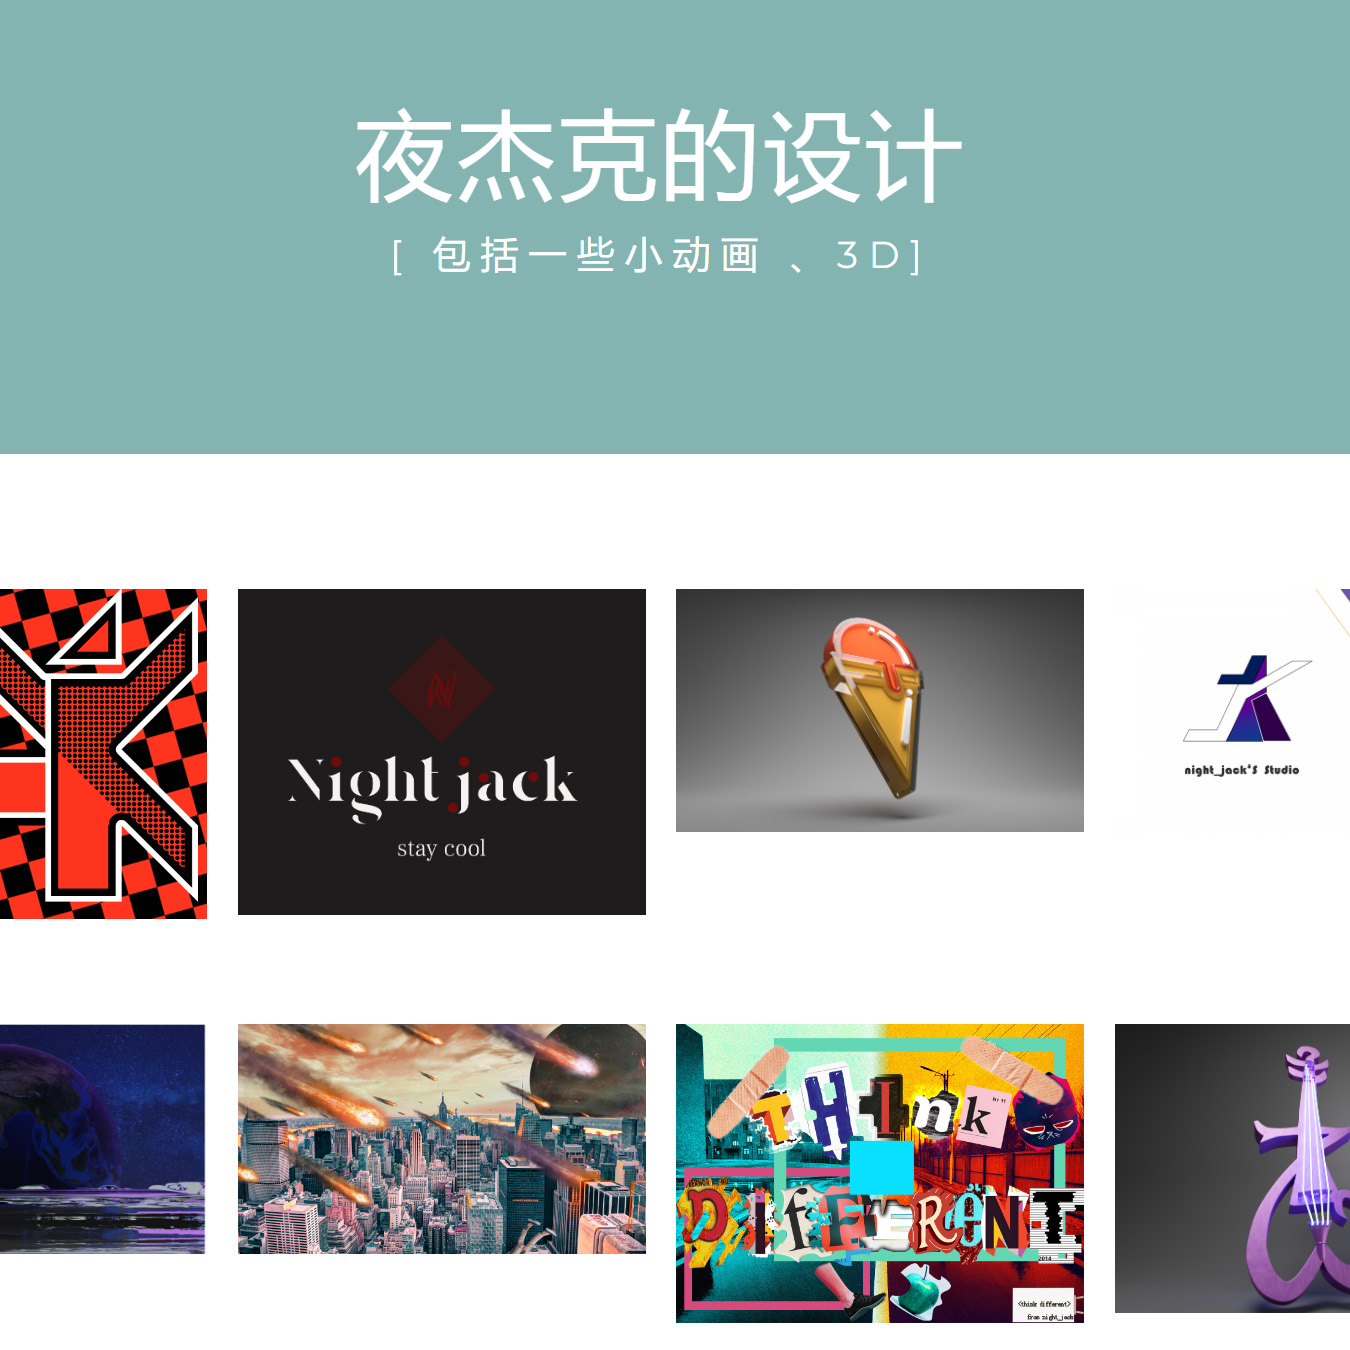 夜杰克的设计
[ 包括一些小动画 、3D]
Night jack
stay cool
night_jack'S Studio
THInk
DiffERENT
<think different>
from night_jack